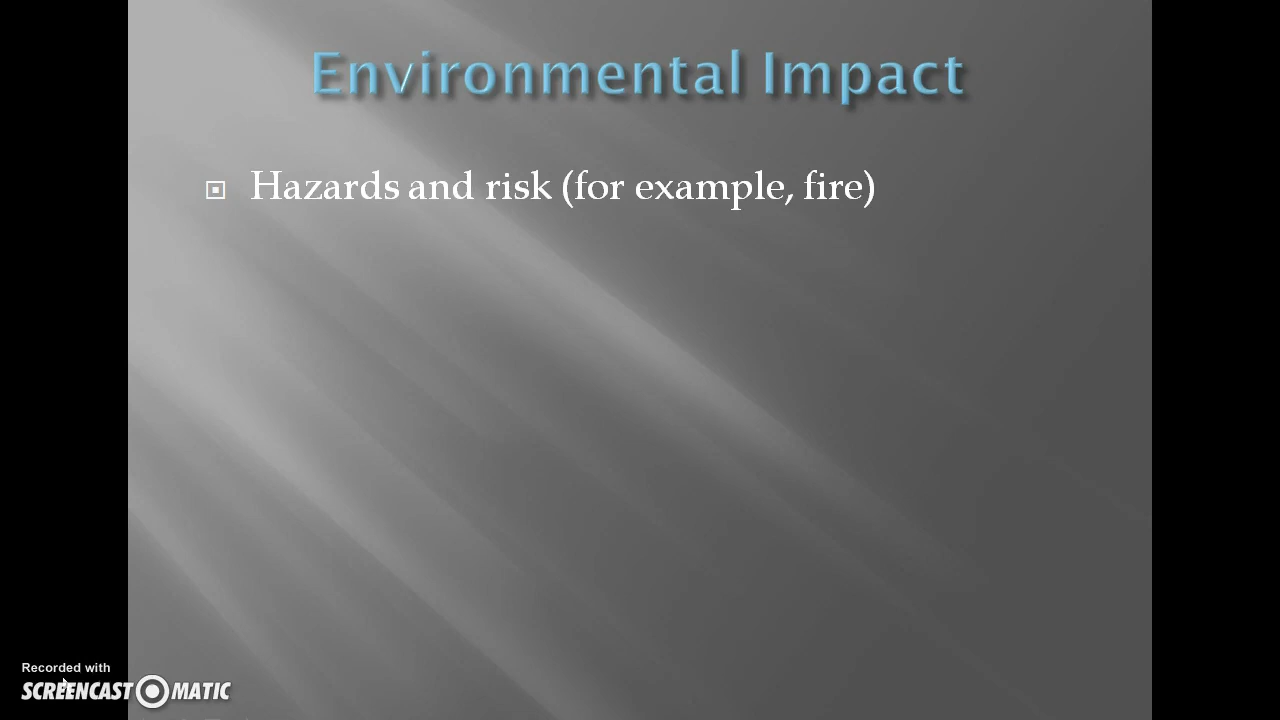 Environmental Impact
Hazards and risk (for example, fire)
Recorded with
SCREENCAST MATIC